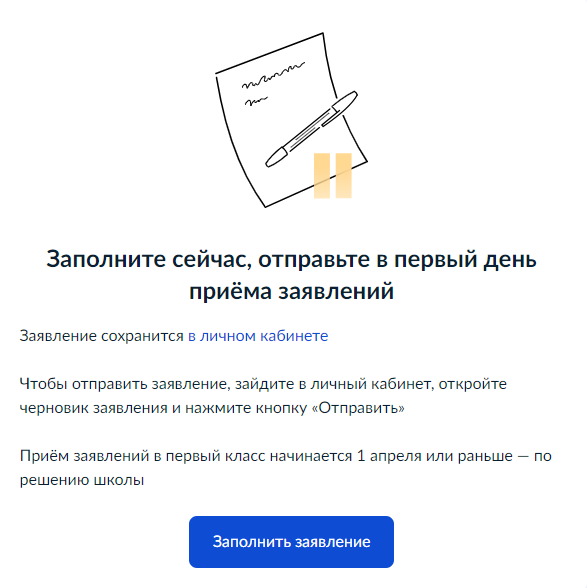 Заполните сейчас, отправьте в первый день
приёма заявлений
Заявление сохранится в личном кабинете
Чтобы отправить заявление, зайдите в личный кабинет, откройте
черновик заявления и нажмите кнопку «Отправить»
Приём заявлений в первый класс начинается 1 апреля или раньше — по
решению школы
Заполнить заявление